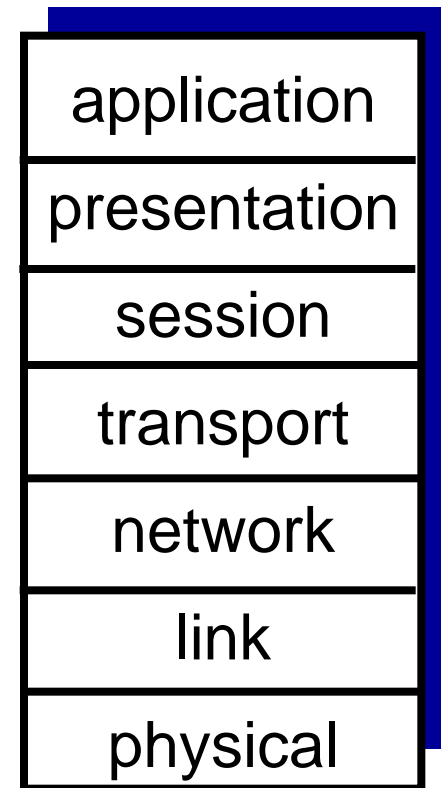 application
presentation
session
transport
network
link
physical